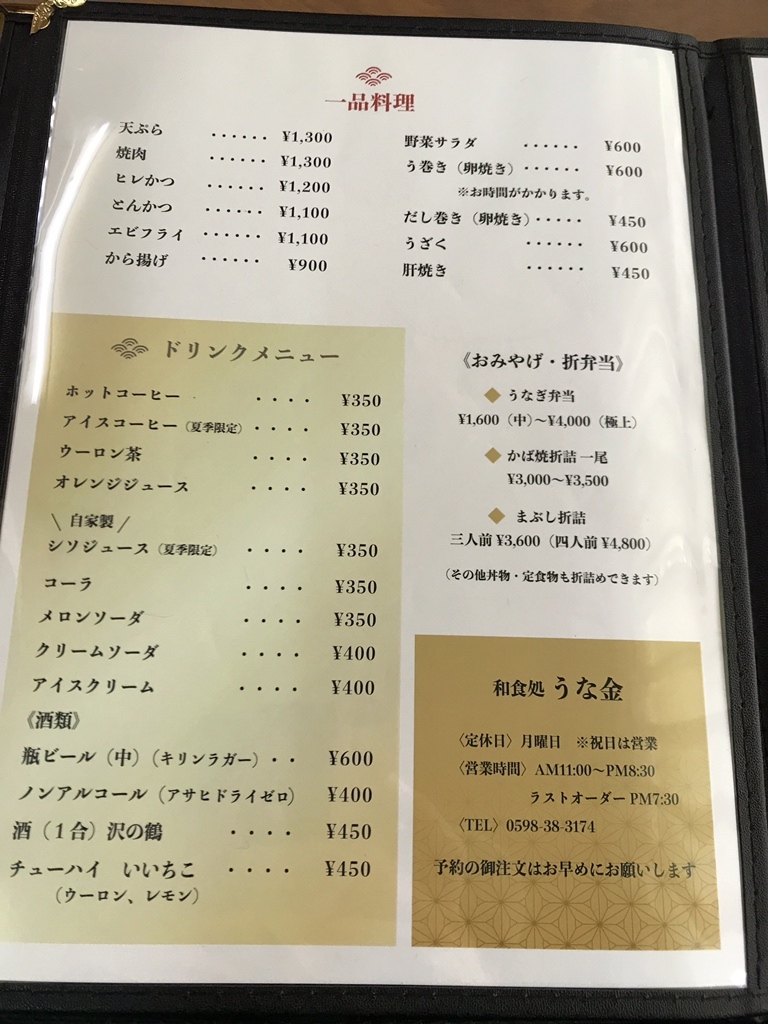 一品料理
天ぷら ・・・・・・ ¥1,300
焼肉 ・・・・・・ ¥1,300
ヒレかつ ・・・・・・ ¥1,200
とんかつ ・・・・・・ ¥1,100
エビフライ ・・・・・・ ¥1,100
から揚げ ・・・・・・ ¥900
野菜サラダ ・・・・・・ ¥600
う巻き（卵焼き）・・・・・・ ¥600
※お時間がかかります。
だし巻き（卵焼き）・・・・・ ¥450
うざく ・・・・・・ ¥600
肝焼き ・・・・・・ ¥450
ドリンクメニュー
ホットコーヒー ・・・・ ¥350
アイスコーヒー（夏季限定）・・・・ ¥350
ウーロン茶 ・・・・ ¥350
オレンジジュース ・・・・ ¥350
\ 自家製 /
シソジュース（夏季限定） ・・・・ ¥350
コーラ ・・・・ ¥350
メロンソーダ ・・・・ ¥350
クリームソーダ ・・・・ ¥400
アイスクリーム ・・・・ ¥400
《酒類》
瓶ビール（中）（キリンラガー）・・ ¥600
ノンアルコール（アサヒドライゼロ） ¥400
酒（1合）沢の鶴 ・・・・ ¥450
チューハイ いいちこ ・・・・ ¥450
（ウーロン、レモン）
《おみやげ・折弁当》
◆ うなぎ弁当
¥1,600（中）〜¥4,000（極上）
◆ かば焼折詰 一尾
¥3,000〜¥3,500
◆ まぶし折詰
三人前 ¥3,600（四人前 ¥4,800）
（その他丼物・定食物も折詰めできます）
和食処 うな金
〈定休日〉月曜日 ※祝日は営業
〈営業時間〉AM11:00〜PM8:30
ラストオーダー PM7:30
〈TEL〉0598-38-3174
予約の御注文はお早めにお願いします